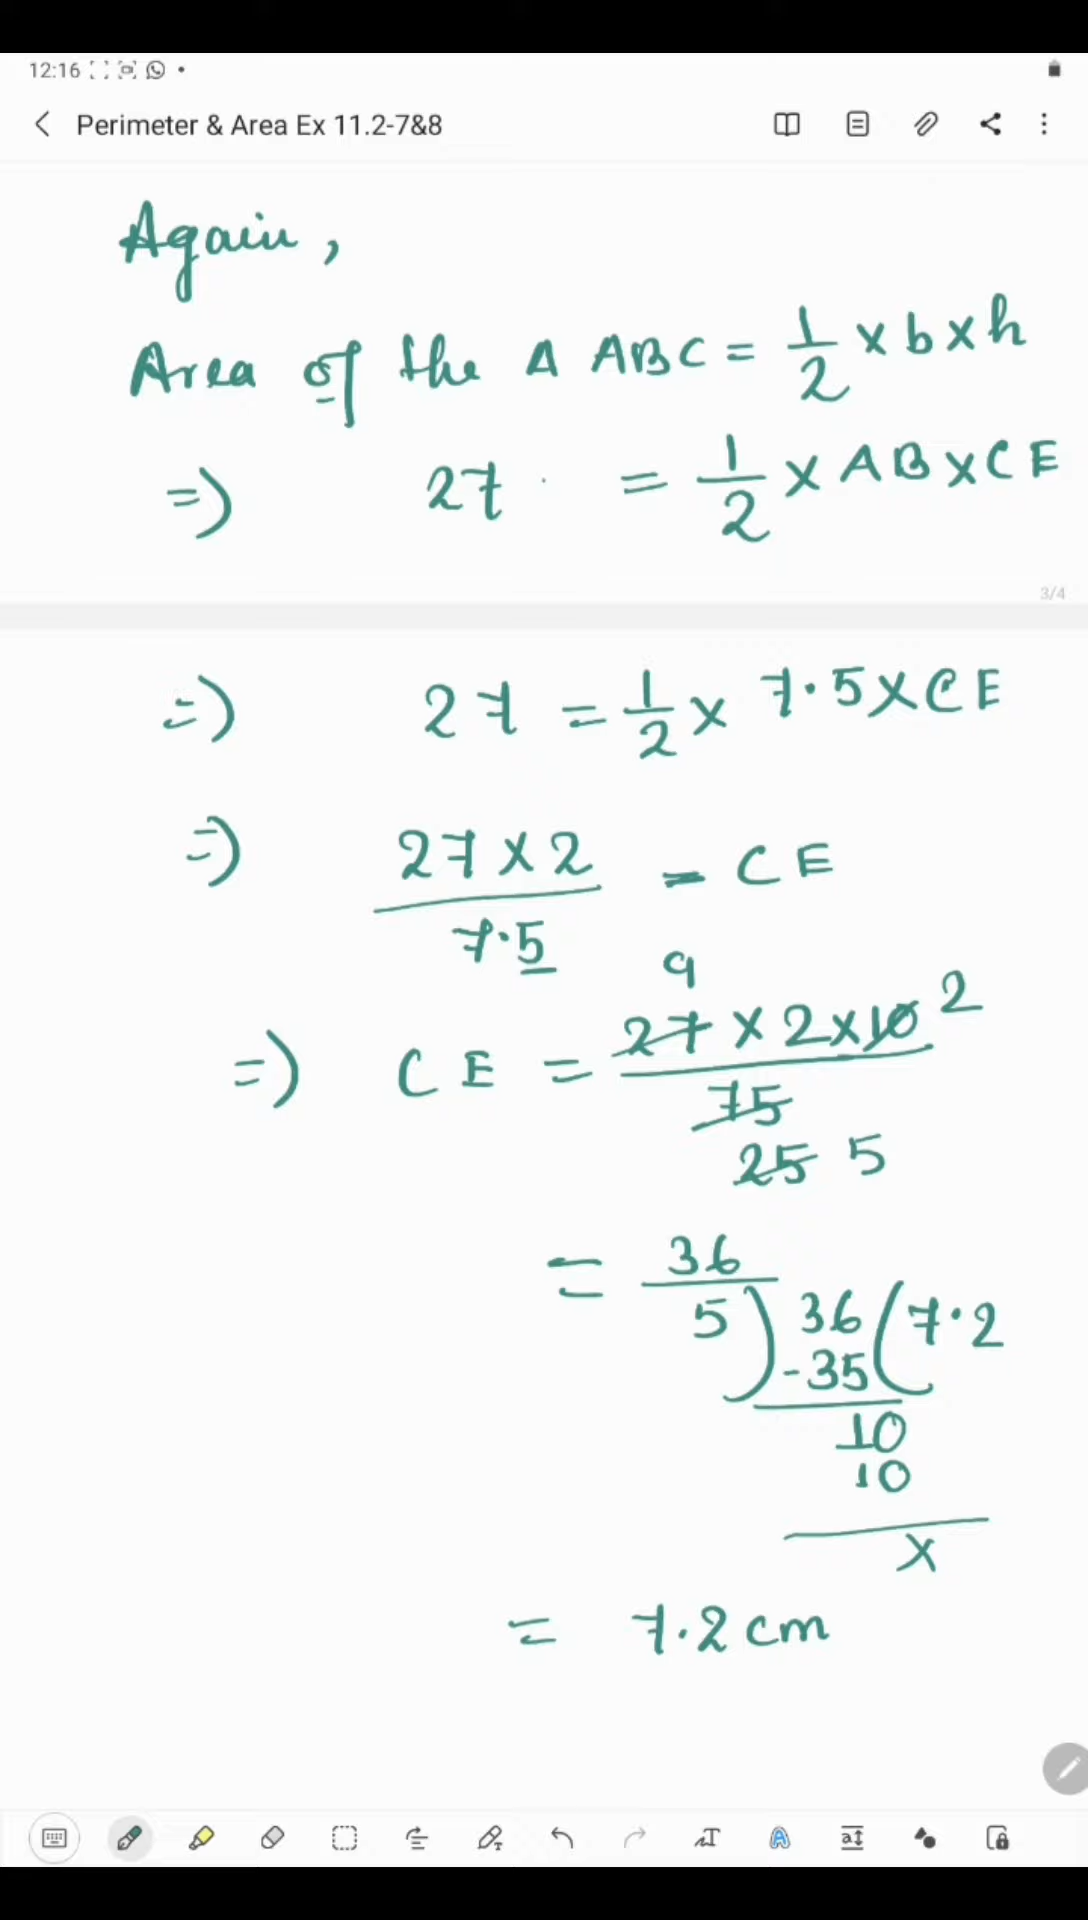 12:16
Perimeter & Area Ex 11.2-7&8
Again,
Area of the Δ ABC = 1/2 × b × h
=> 27 = 1/2 × AB × CE
3/4
=> 27 = 1/2 × 7.5 × CE
=> 27 × 2 / 7.5 = CE
9
=> CE = 27 × 2 × 10 2
75
25 5
= 36
5 ) 36 ( 7.2
-35
10
10
x
= 7.2 cm